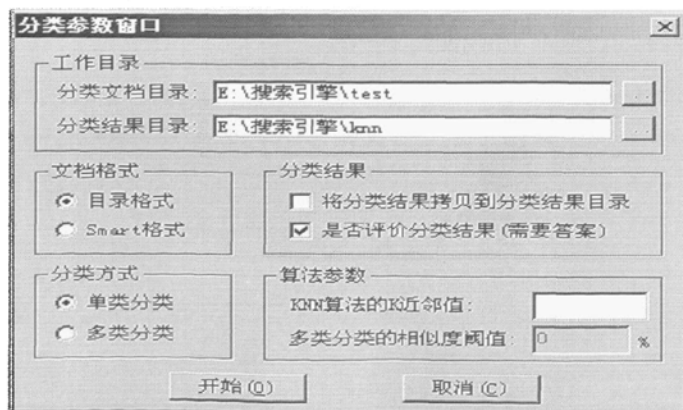 分类参数窗口
工作目录
分类文档目录: E:\搜索引擎\test ..
分类结果目录: E:\搜索引擎\knn ..
文档格式
目录格式
Smart格式
分类结果
将分类结果拷贝到分类结果目录
是否评价分类结果(需要答案)
分类方式
单类分类
多类分类
算法参数
KNN算法的K近邻值:
多类分类的相似度阈值: 0 %
开始(O) 取消(C)